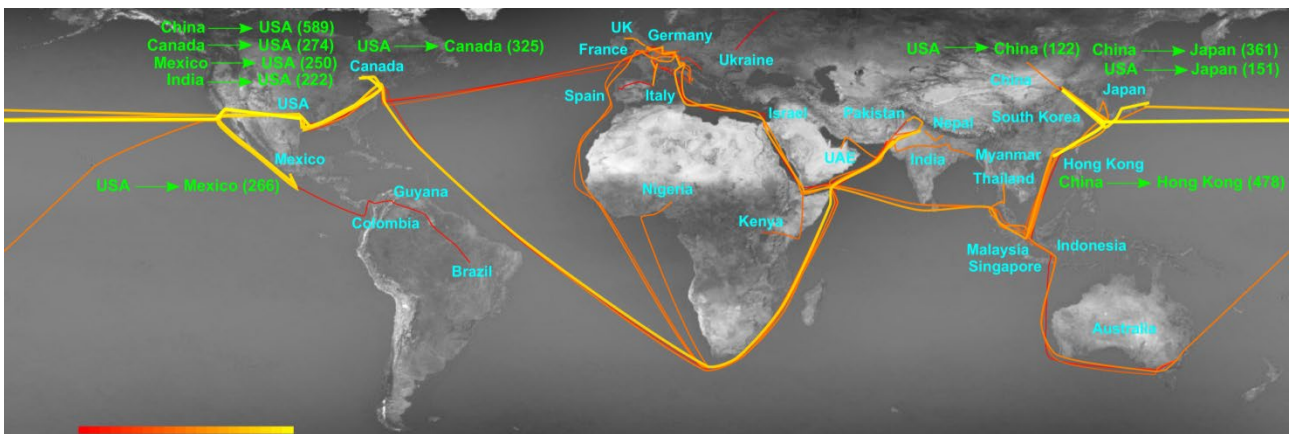 China → USA (589)
Canada → USA (274)
Mexico → USA (250)
India → USA (222)
USA → Canada (325)
USA → China (122)
China → Japan (361)
USA → Japan (151)
UK
Germany
France
Ukraine
Canada
China
Spain
Italy
USA
Japan
Israel
Pakistan
South Korea
Nepal
UAE
India
Myanmar
Mexico
Hong Kong
USA → Mexico (266)
Guyana
Nigeria
Thailand
China → Hong Kong (478)
Colombia
Kenya
Malaysia
Indonesia
Brazil
Singapore
Australia